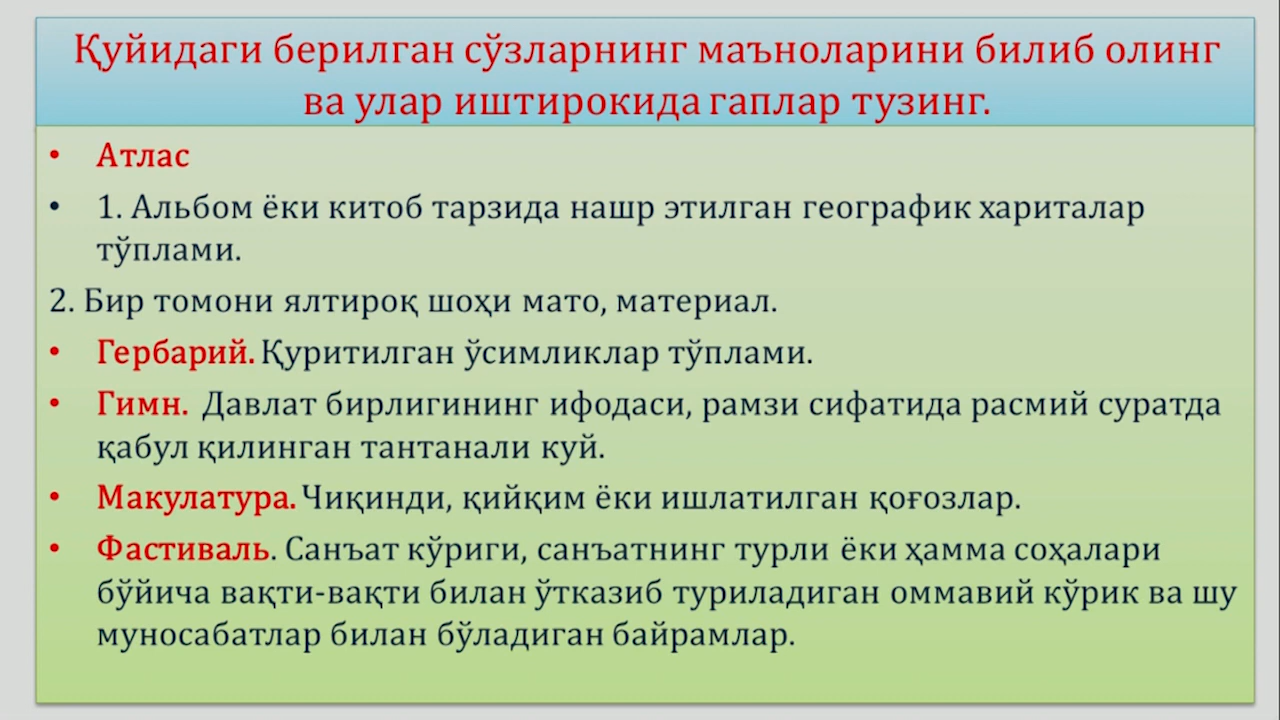 Қуйидаги берилган сўзларнинг маъноларини билиб олинг
ва улар иштирокида гаплар тузинг.
• Атлас
• 1. Альбом ёки китоб тарзида нашр этилган географик хариталар
тўплами.
2. Бир томони ялтироқ шоҳи мато, материал.
• Гербарий. Қуритилган ўсимликлар тўплами.
• Гимн. Давлат бирлигининг ифодаси, рамзи сифатида расмий суратда
қабул қилинган тантанали куй.
• Макулатура. Чиқинди, қийқим ёки ишлатилган қоғозлар.
• Фастиваль. Санъат кўриги, санъатнинг турли ёки ҳамма соҳалари
бўйича вақти-вақти билан ўтказиб туриладиган оммавий кўрик ва шу
муносабатлар билан бўладиган байрамлар.